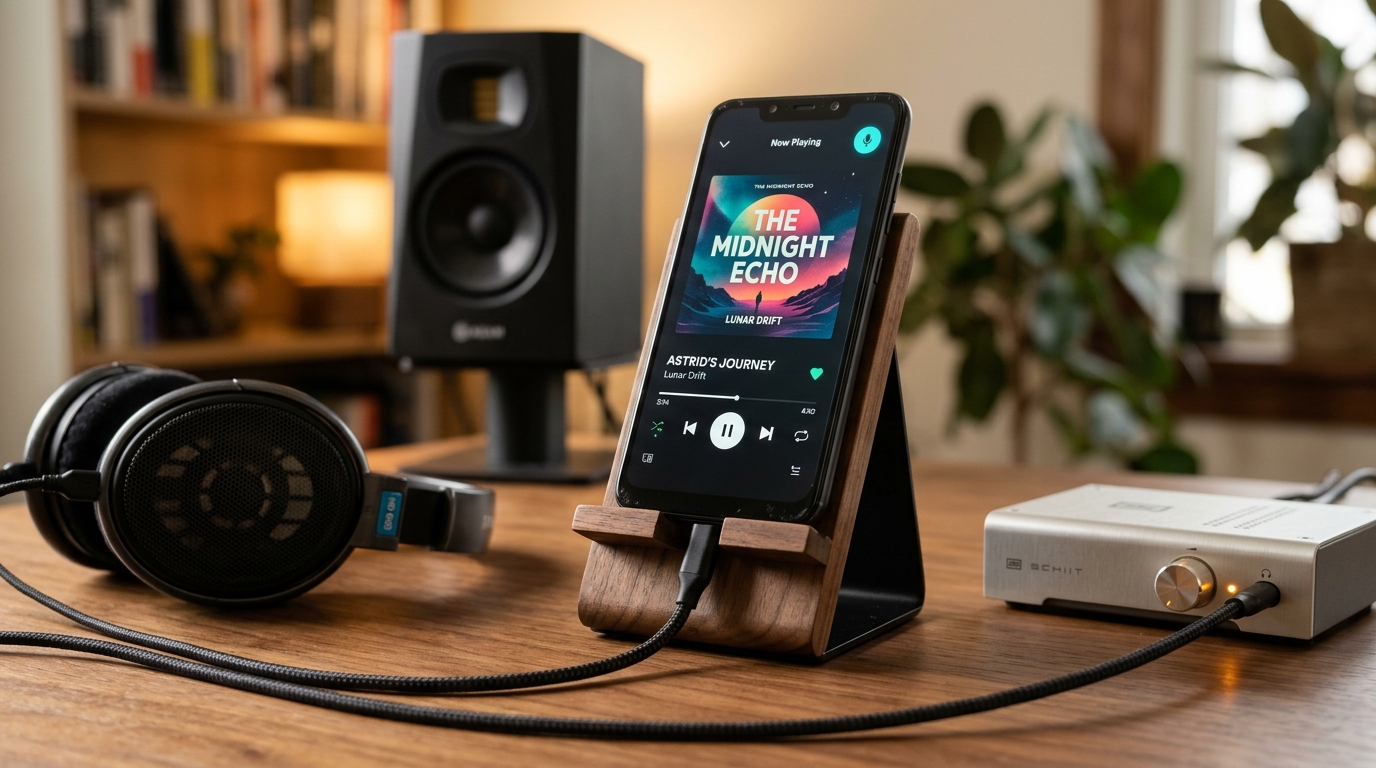 Now Playing
THE MIDNIGHT ECHO
THE
MIDNIGHT
ECHO
LUNAR DRIFT
ASTRID'S JOURNEY
Lunar Drift
SCHIIT